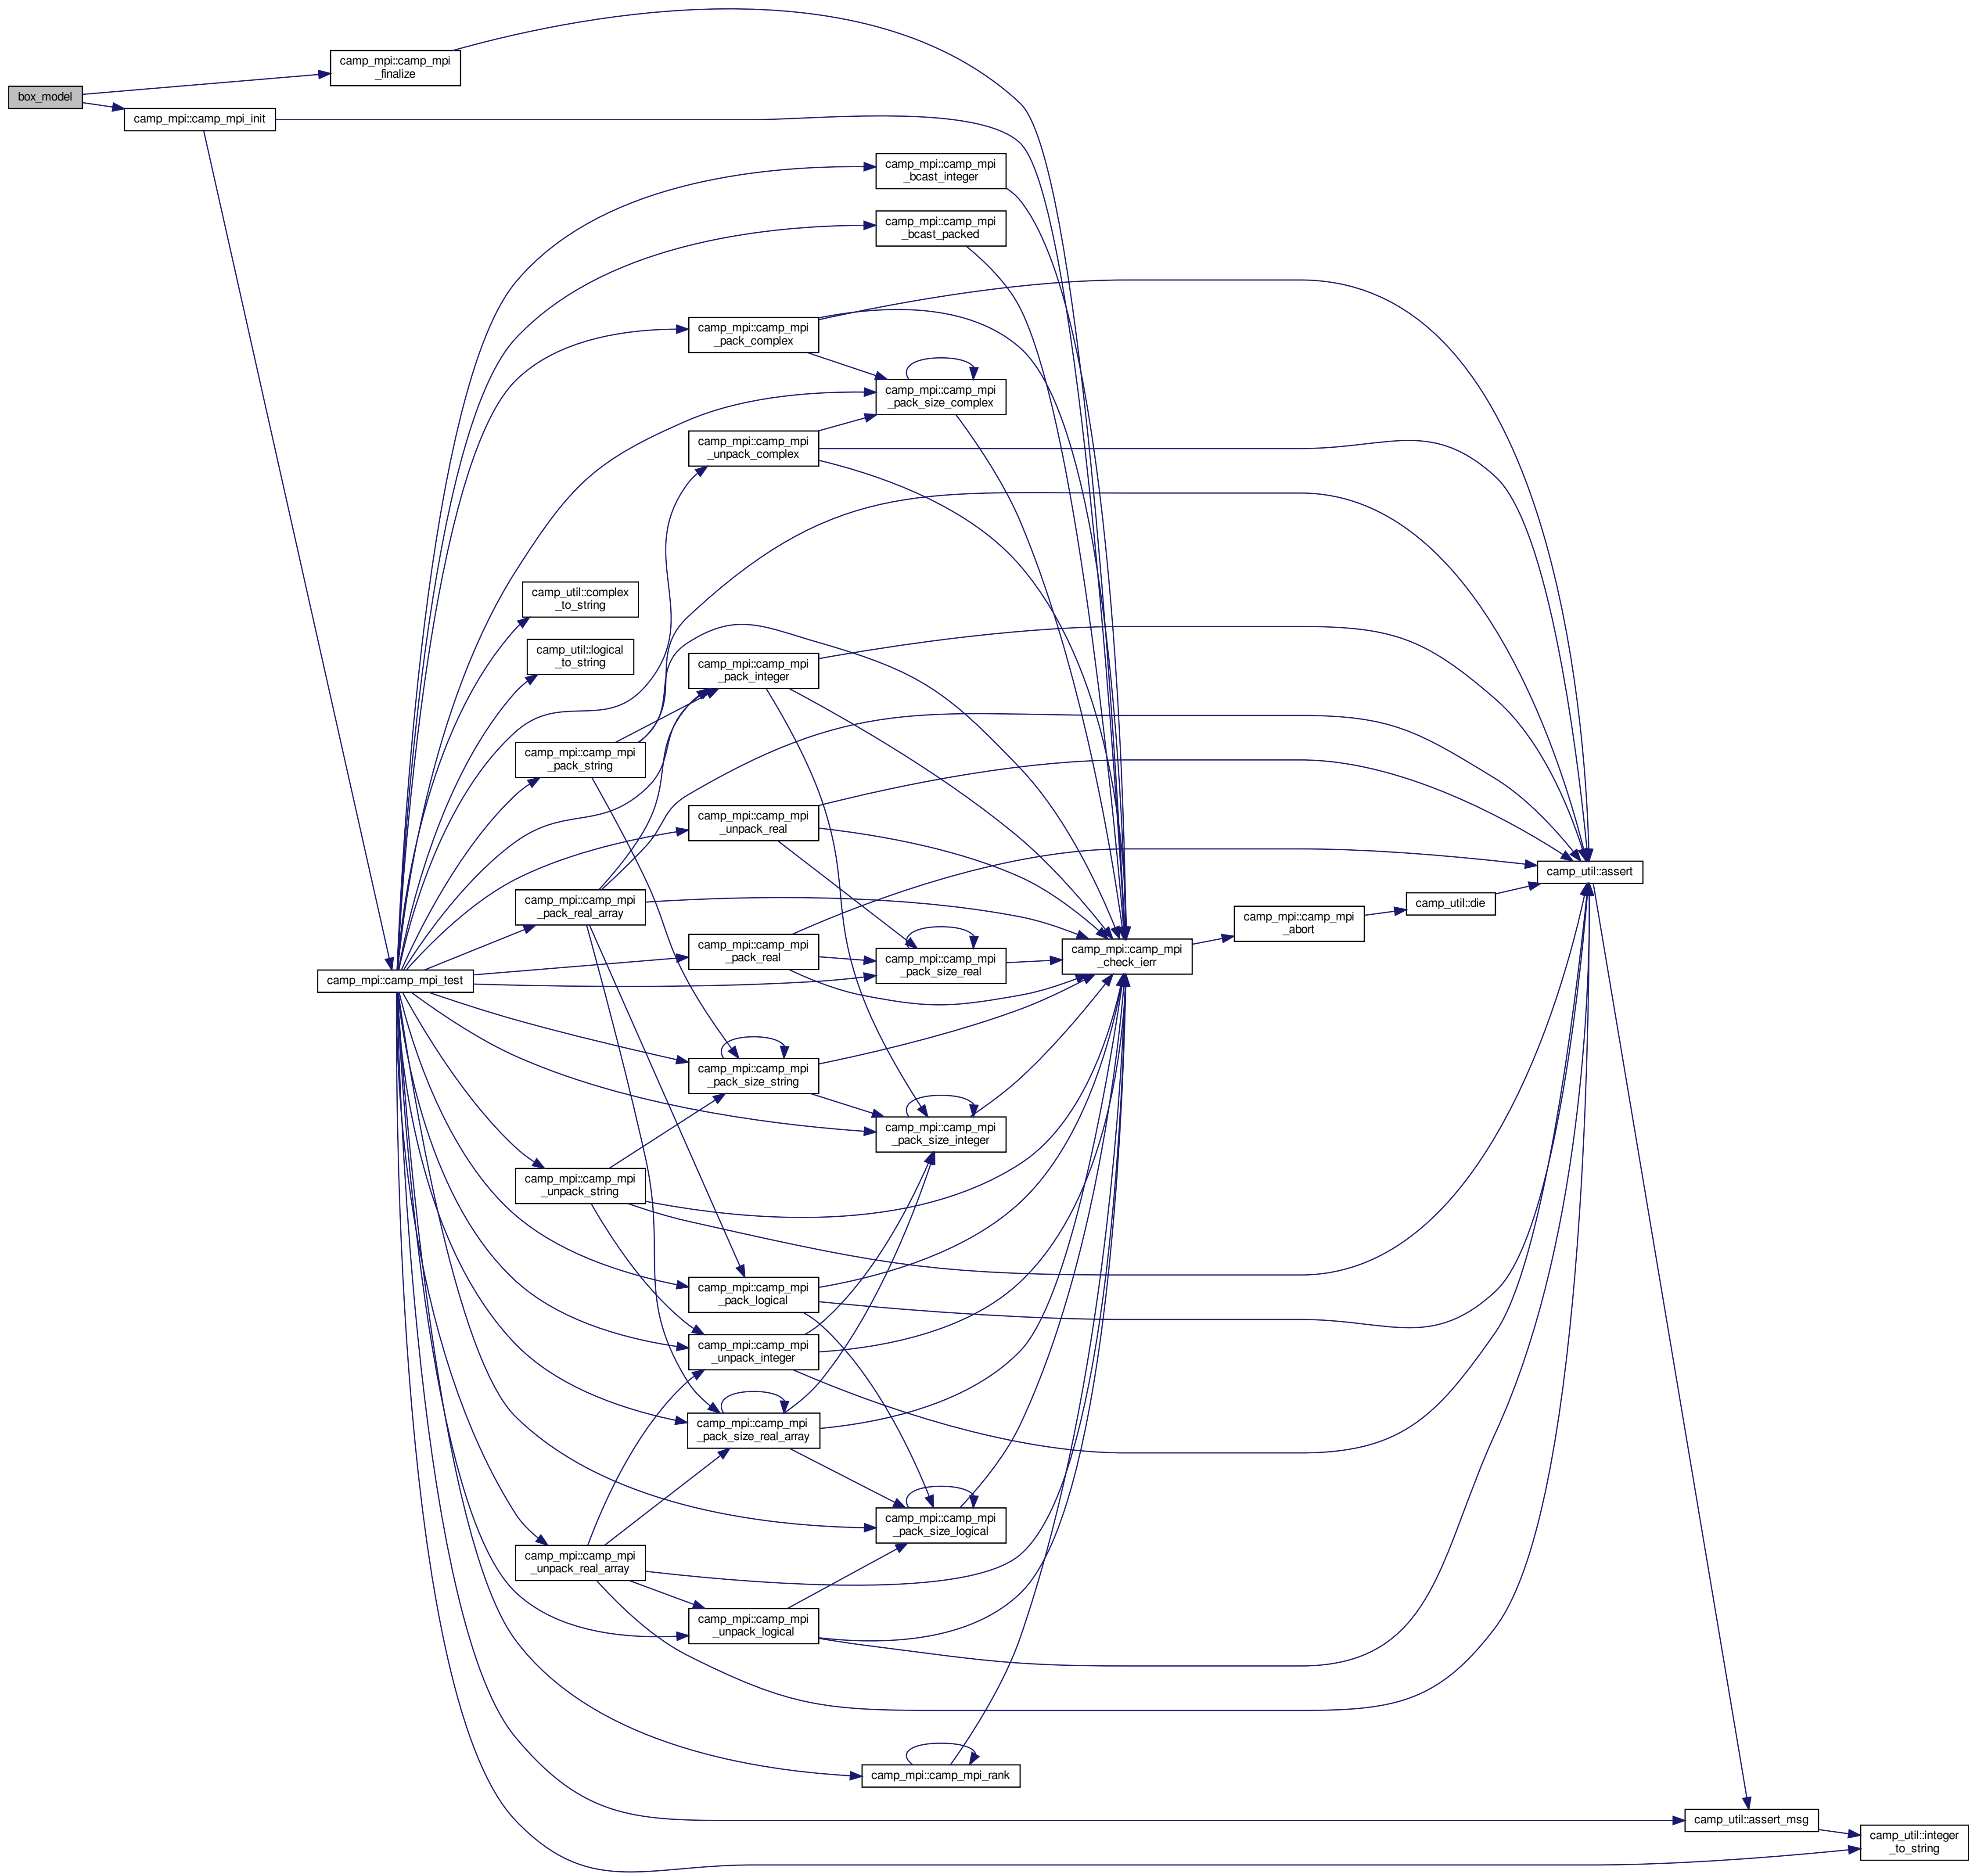 camp_mpi::camp_mpi
_finalize
box_model
camp_mpi::camp_mpi_init
camp_mpi::camp_mpi
_bcast_integer
camp_mpi::camp_mpi
_bcast_packed
camp_mpi::camp_mpi
_pack_complex
camp_mpi::camp_mpi
_pack_size_complex
camp_mpi::camp_mpi
_unpack_complex
camp_util::complex
_to_string
camp_util::logical
_to_string
camp_mpi::camp_mpi
_pack_integer
camp_mpi::camp_mpi
_pack_string
camp_mpi::camp_mpi
_unpack_real
camp_util::assert
camp_util::die
camp_mpi::camp_mpi
_pack_real_array
camp_mpi::camp_mpi
_abort
camp_mpi::camp_mpi
_pack_real
camp_mpi::camp_mpi
_pack_size_real
camp_mpi::camp_mpi
_check_ierr
camp_mpi::camp_mpi_test
camp_mpi::camp_mpi
_pack_size_string
camp_mpi::camp_mpi
_pack_size_integer
camp_mpi::camp_mpi
_unpack_string
camp_mpi::camp_mpi
_pack_logical
camp_mpi::camp_mpi
_unpack_integer
camp_mpi::camp_mpi
_pack_size_real_array
camp_mpi::camp_mpi
_pack_size_logical
camp_mpi::camp_mpi
_unpack_real_array
camp_mpi::camp_mpi
_unpack_logical
camp_mpi::camp_mpi_rank
camp_util::assert_msg
camp_util::integer
_to_string